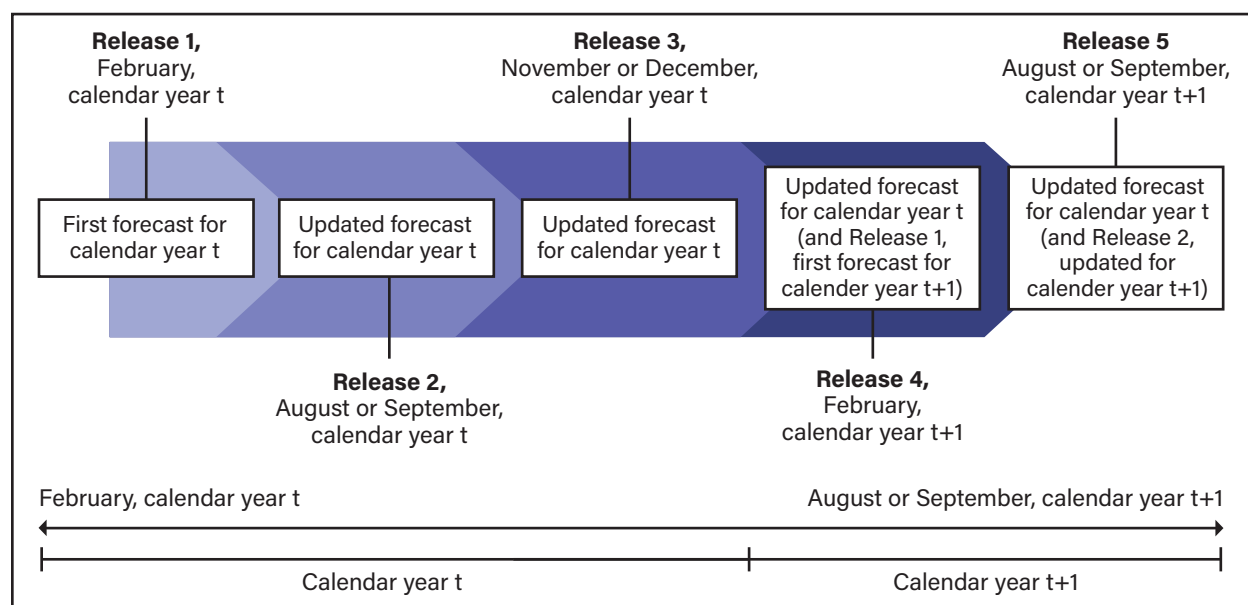 Release 1,
February,
calendar year t
Release 3,
November or December,
calendar year t
Release 5
August or September,
calendar year t+1
First forecast for
calendar year t
Updated forecast
for calendar year t
Updated forecast
for calendar year t
Updated forecast
for calendar year t
(and Release 1,
first forecast for
calender year t+1)
Updated forecast
for calendar year t
(and Release 2,
updated for
calender year t+1)
Release 2,
August or September,
calendar year t
Release 4,
February,
calendar year t+1
February, calendar year t
August or September, calendar year t+1
Calendar year t
Calendar year t+1